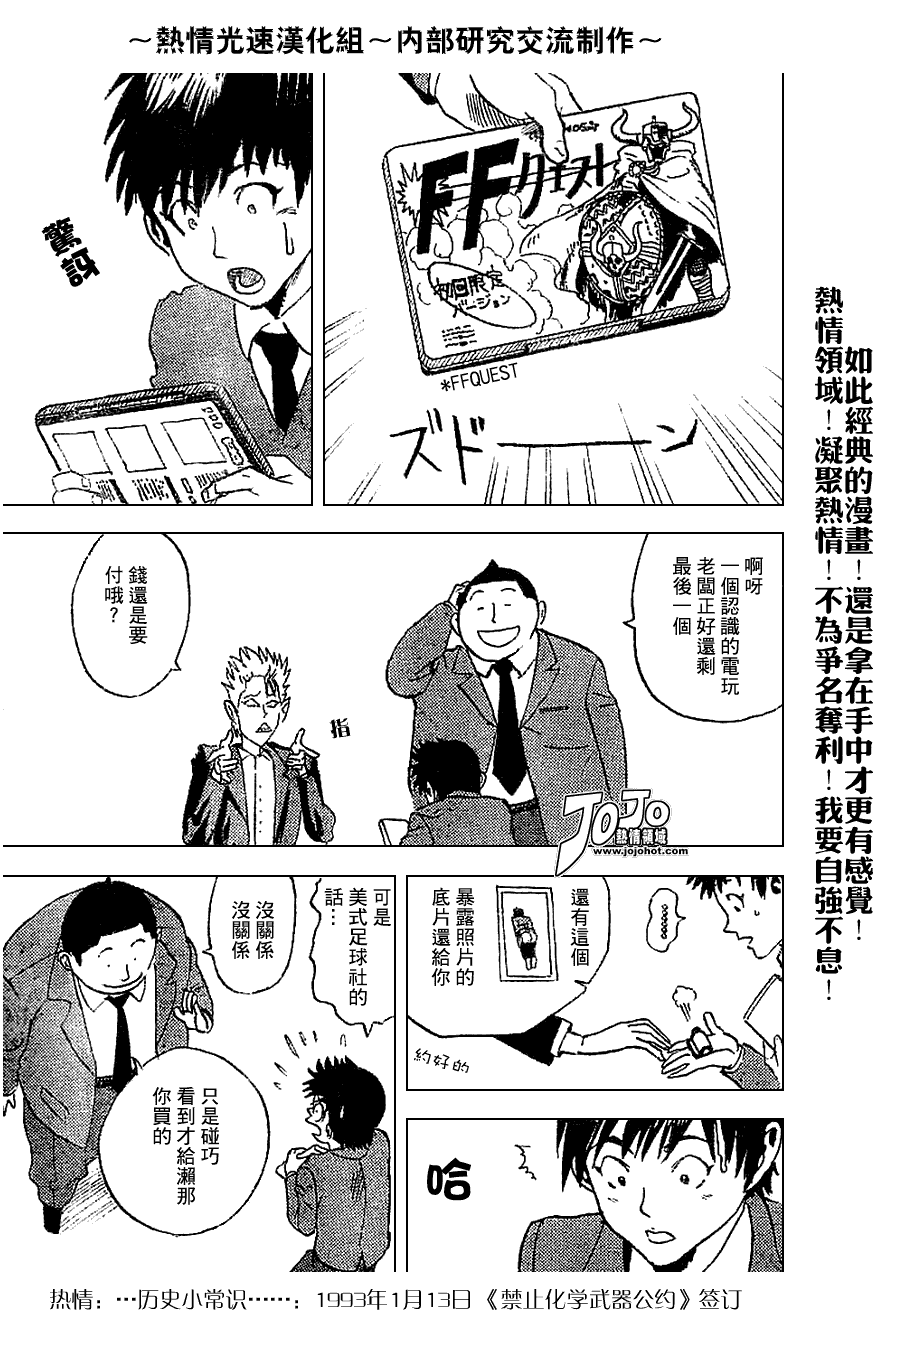 ～熱情光速漢化組～内部研究交流制作～
FF
クエスト
初回限定
バージョン
*FFQUEST
ズドーーン
驚訝
啊呀
一個認識的電玩
老闆正好還剩
最後一個
錢還是要
付哦？
指
JOJO
熱情領域
www.jojohot.com
還有這個
暴露照片的
底片還給你
約好的
可是
美式足球社的
話…
沒關係
沒關係
只是碰巧
看到才給瀬那
你買的
哈
如此經典的漫畫！還是拿在手中才更有感覺！
熱情領域！凝聚熱情！不為爭名奪利！我要自強不息！
热情：…历史小常识……：1993年1月13日《禁止化学武器公约》签订